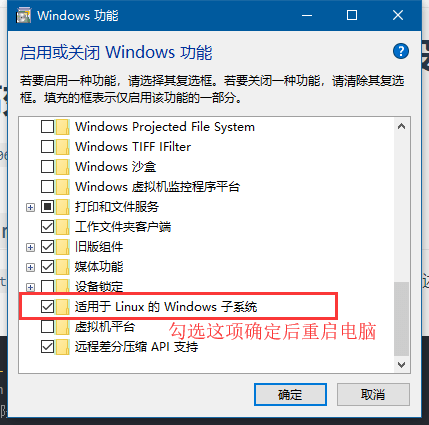 Windows 功能
启用或关闭 Windows 功能
若要启用一种功能，请选择其复选框。若要关闭一种功能，请清除其复选
框。填充的框表示仅启用该功能的一部分。
Windows Projected File System
Windows TIFF IFilter
Windows 沙盒
Windows 虚拟机监控程序平台
打印和文件服务
工作文件夹客户端
旧版组件
媒体功能
设备锁定
适用于 Linux 的 Windows 子系统
勾选这项确定后重启电脑
虚拟机平台
远程差分压缩 API 支持
确定
取消